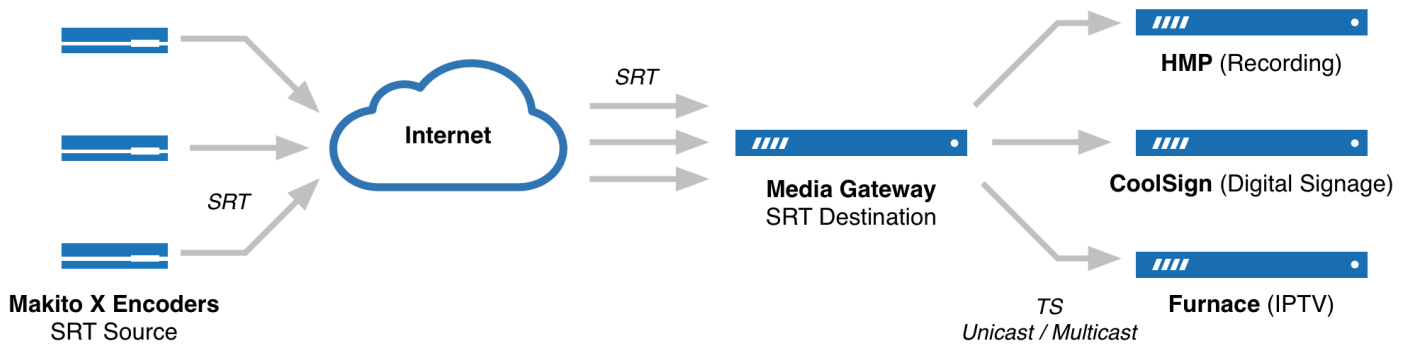 SRT
Makito X Encoders
SRT Source
Internet
SRT
Media Gateway
SRT Destination
HMP (Recording)
CoolSign (Digital Signage)
Furnace (IPTV)
TS
Unicast / Multicast